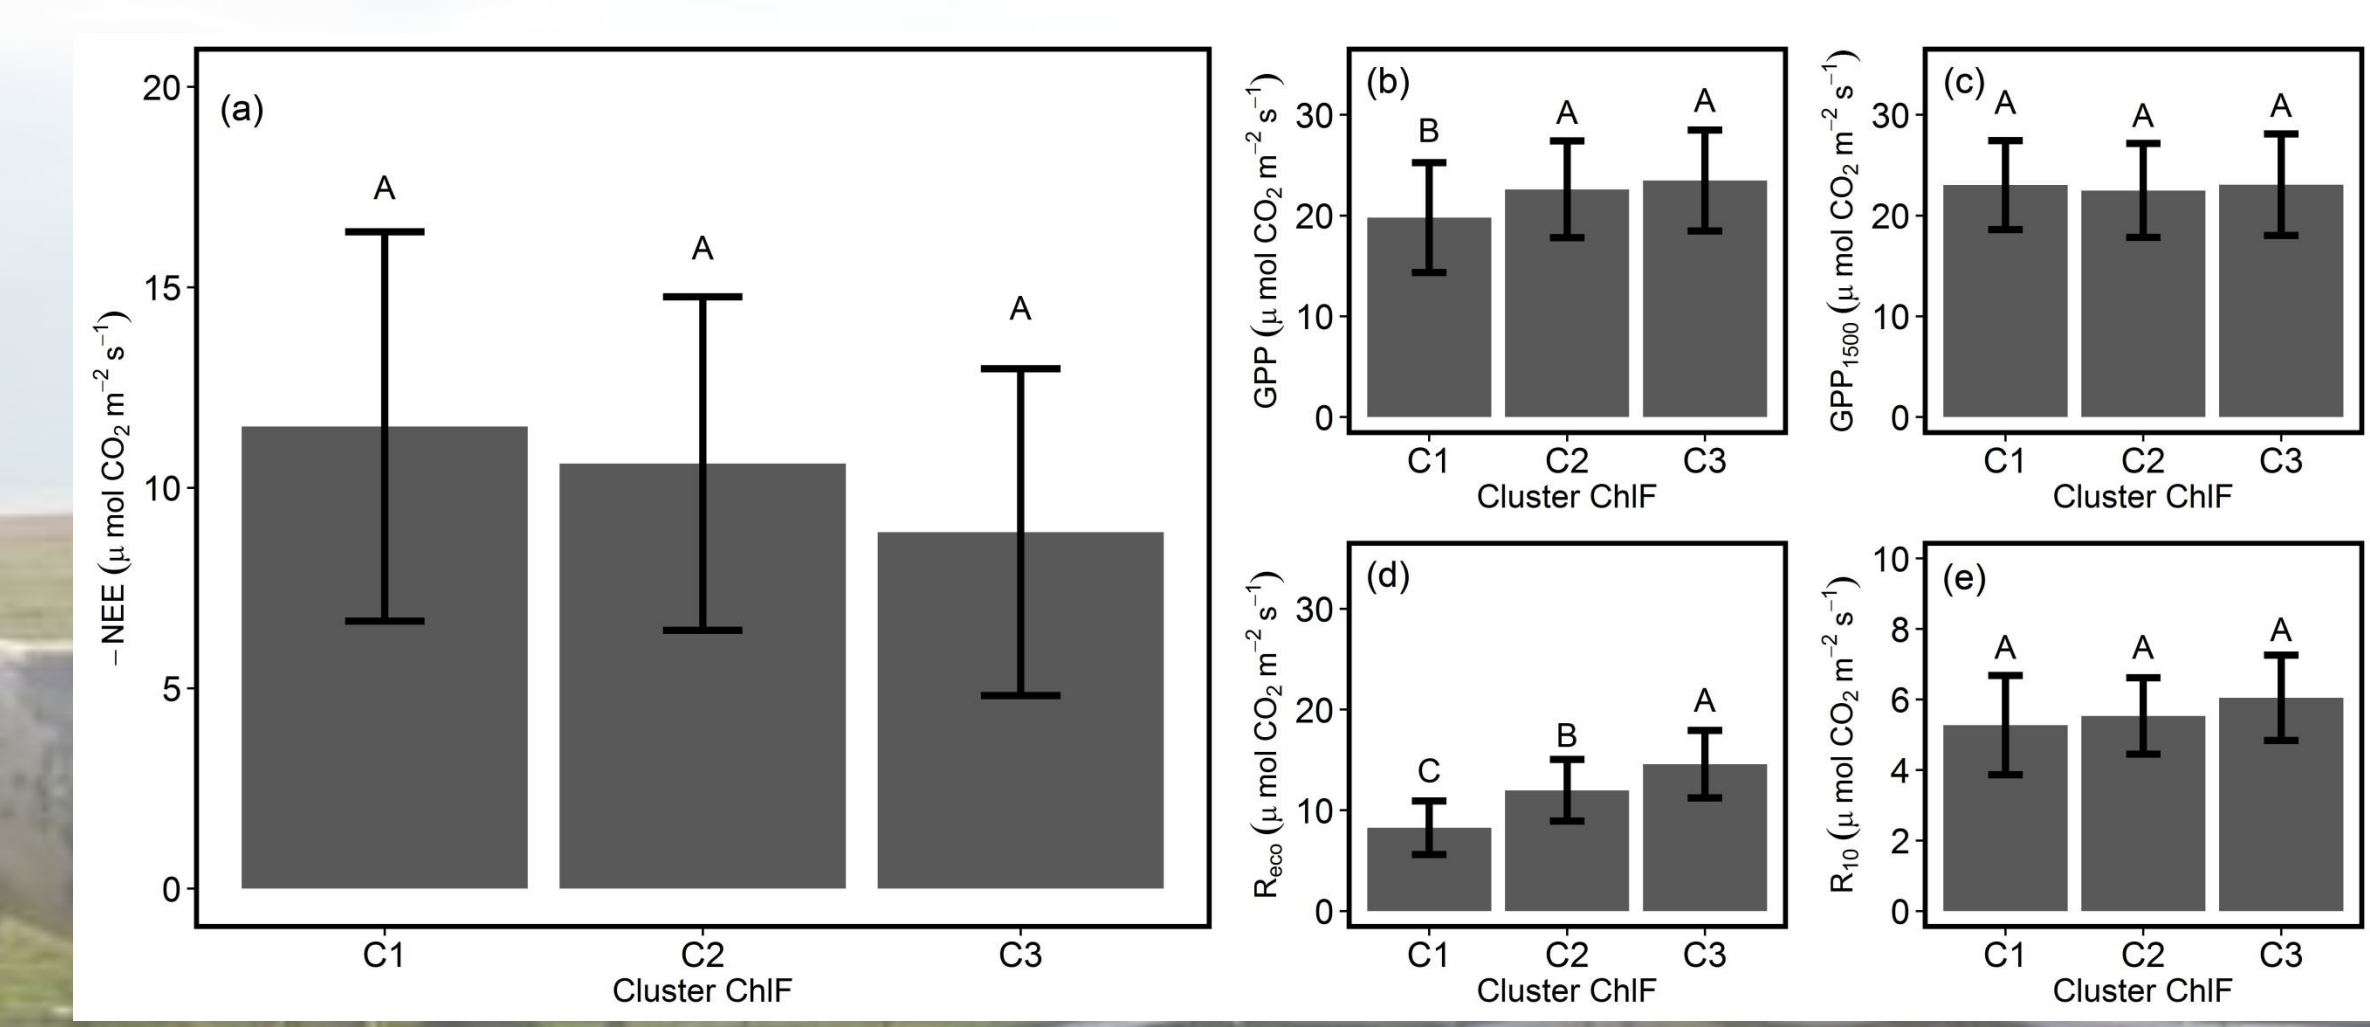 (a)
20
15
10
5
0
−NEE (μ mol CO₂ m⁻² s⁻¹)
A
A
A
C1 C2 C3
Cluster ChlF
(b)
30
20
10
0
GPP (μ mol CO₂ m⁻² s⁻¹)
B
A
A
C1 C2 C3
Cluster ChlF
(c)
30
20
10
0
GPP₁₅₀₀ (μ mol CO₂ m⁻² s⁻¹)
A
A
A
C1 C2 C3
Cluster ChlF
(d)
30
20
10
0
Rₑcₒ (μ mol CO₂ m⁻² s⁻¹)
C
B
A
C1 C2 C3
Cluster ChlF
(e)
10
8
6
4
2
0
R₁₀ (μ mol CO₂ m⁻² s⁻¹)
A
A
A
C1 C2 C3
Cluster ChlF